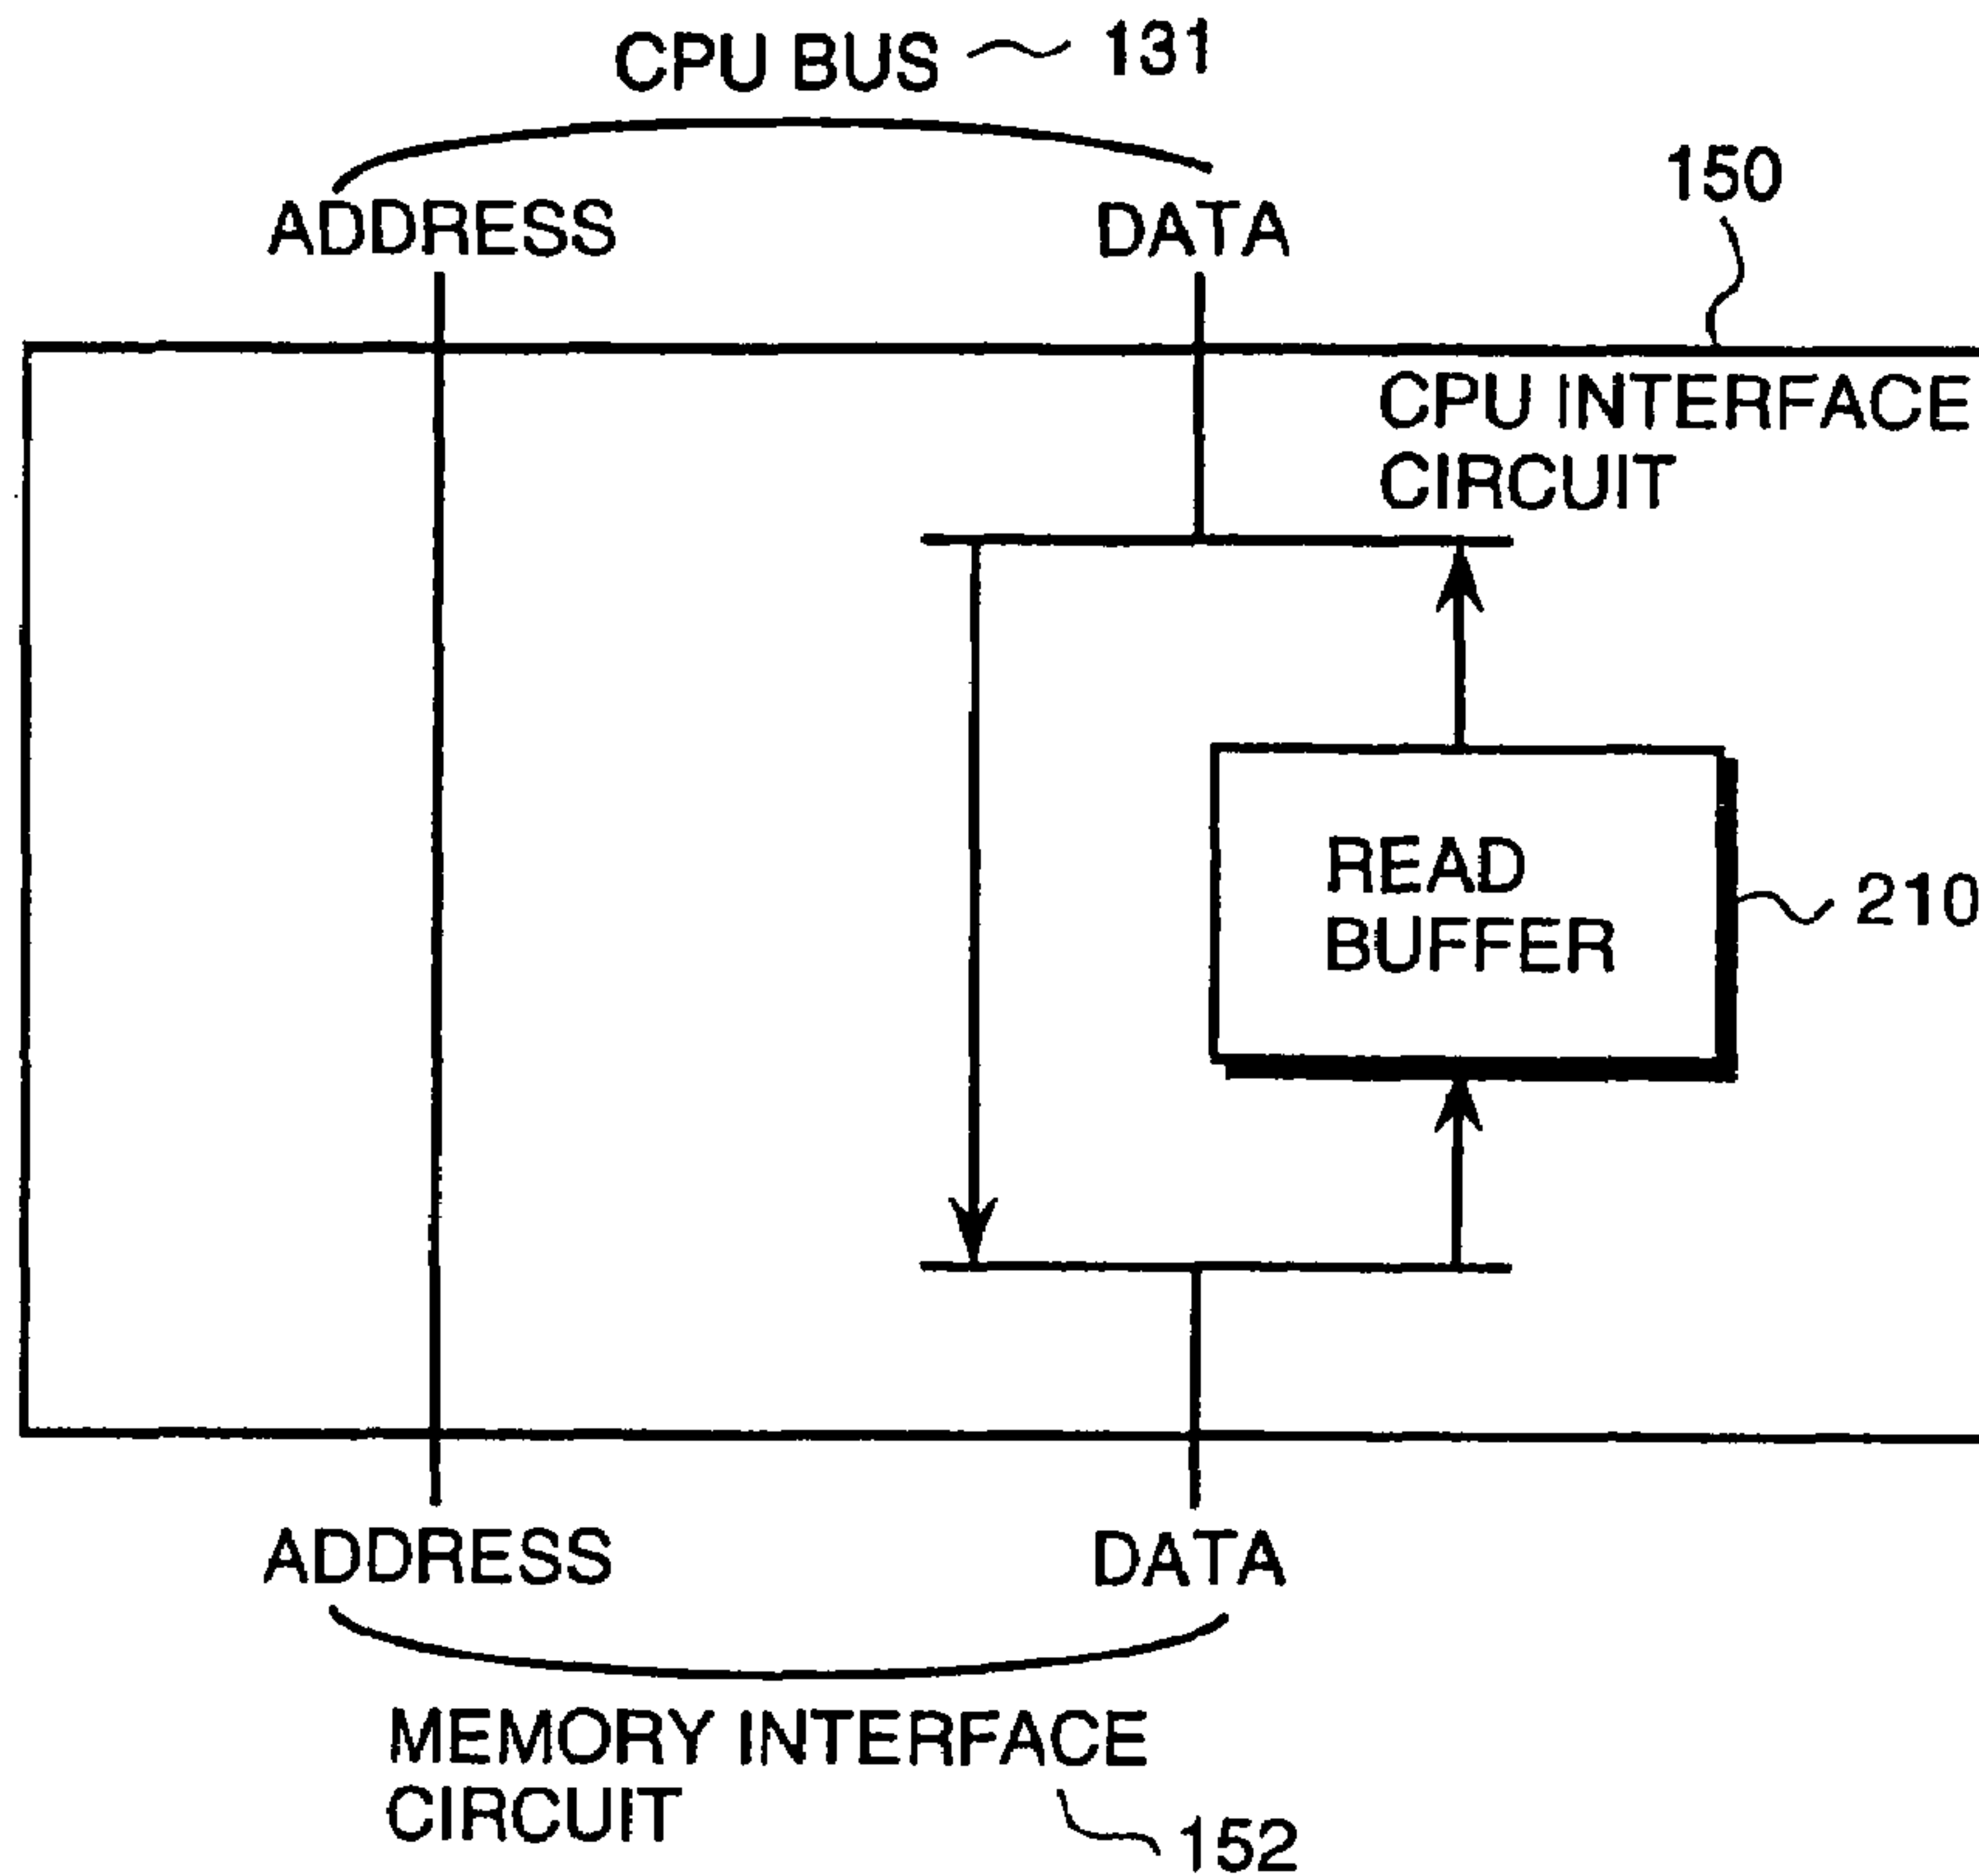 CPU BUS 131
ADDRESS DATA
150
CPU INTERFACE
CIRCUIT
READ
BUFFER
210
ADDRESS DATA
MEMORY INTERFACE
CIRCUIT
152